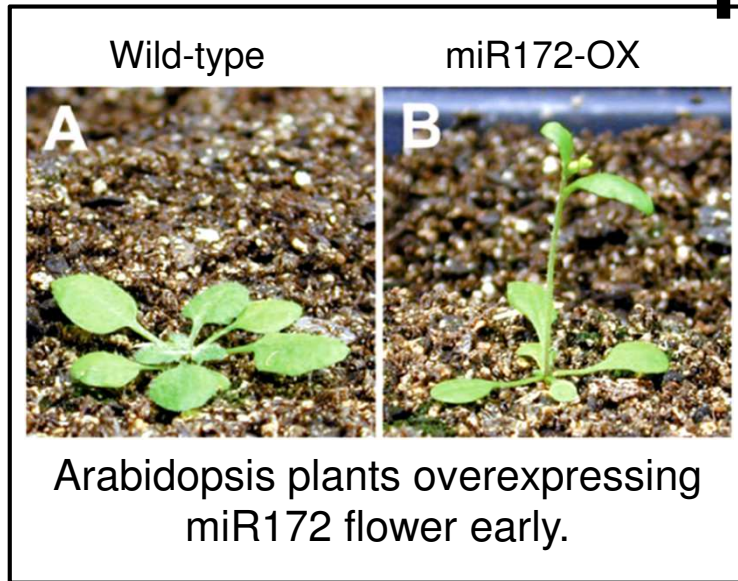 Wild-type miR172-OX
A B
Arabidopsis plants overexpressing
miR172 flower early.